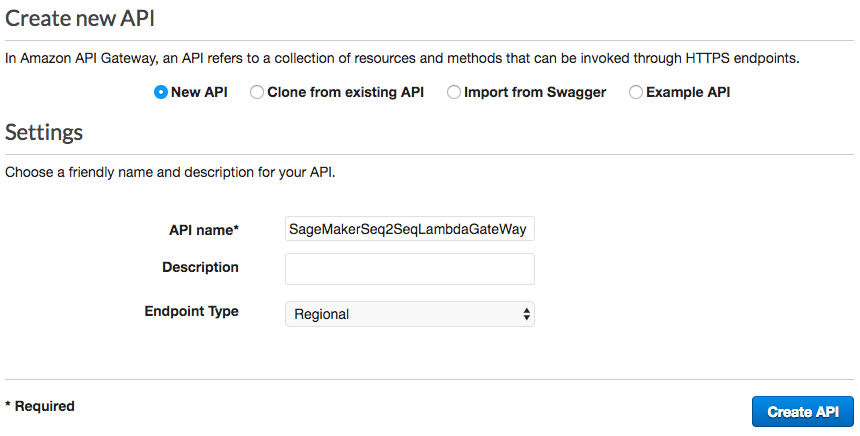 Create new API
In Amazon API Gateway, an API refers to a collection of resources and methods that can be invoked through HTTPS endpoints.
New API Clone from existing API Import from Swagger Example API
Settings
Choose a friendly name and description for your API.
API name* SageMakerSeq2SeqLambdaGateWay
Description
Endpoint Type Regional
* Required Create API